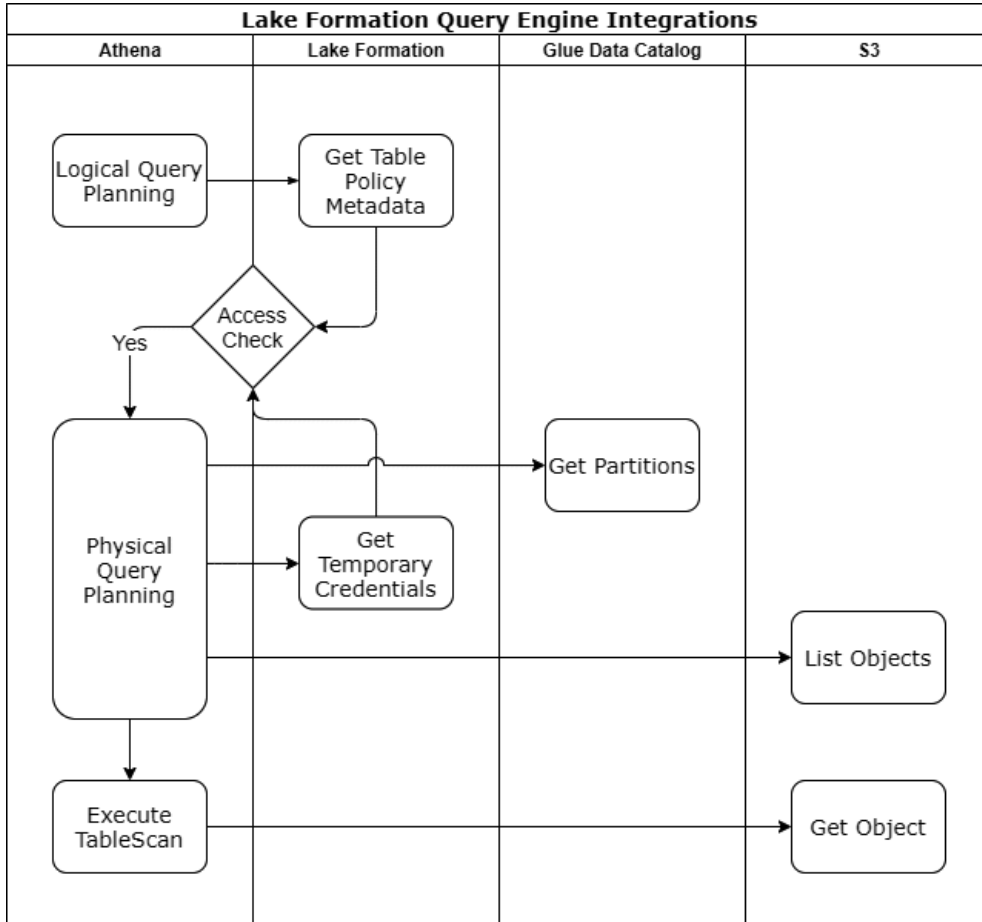 Lake Formation Query Engine Integrations
Athena
Lake Formation
Glue Data Catalog
S3
Logical Query
Planning
Get Table
Policy
Metadata
Access
Check
Yes
Physical
Query
Planning
Get Partitions
Get
Temporary
Credentials
List Objects
Execute
TableScan
Get Object